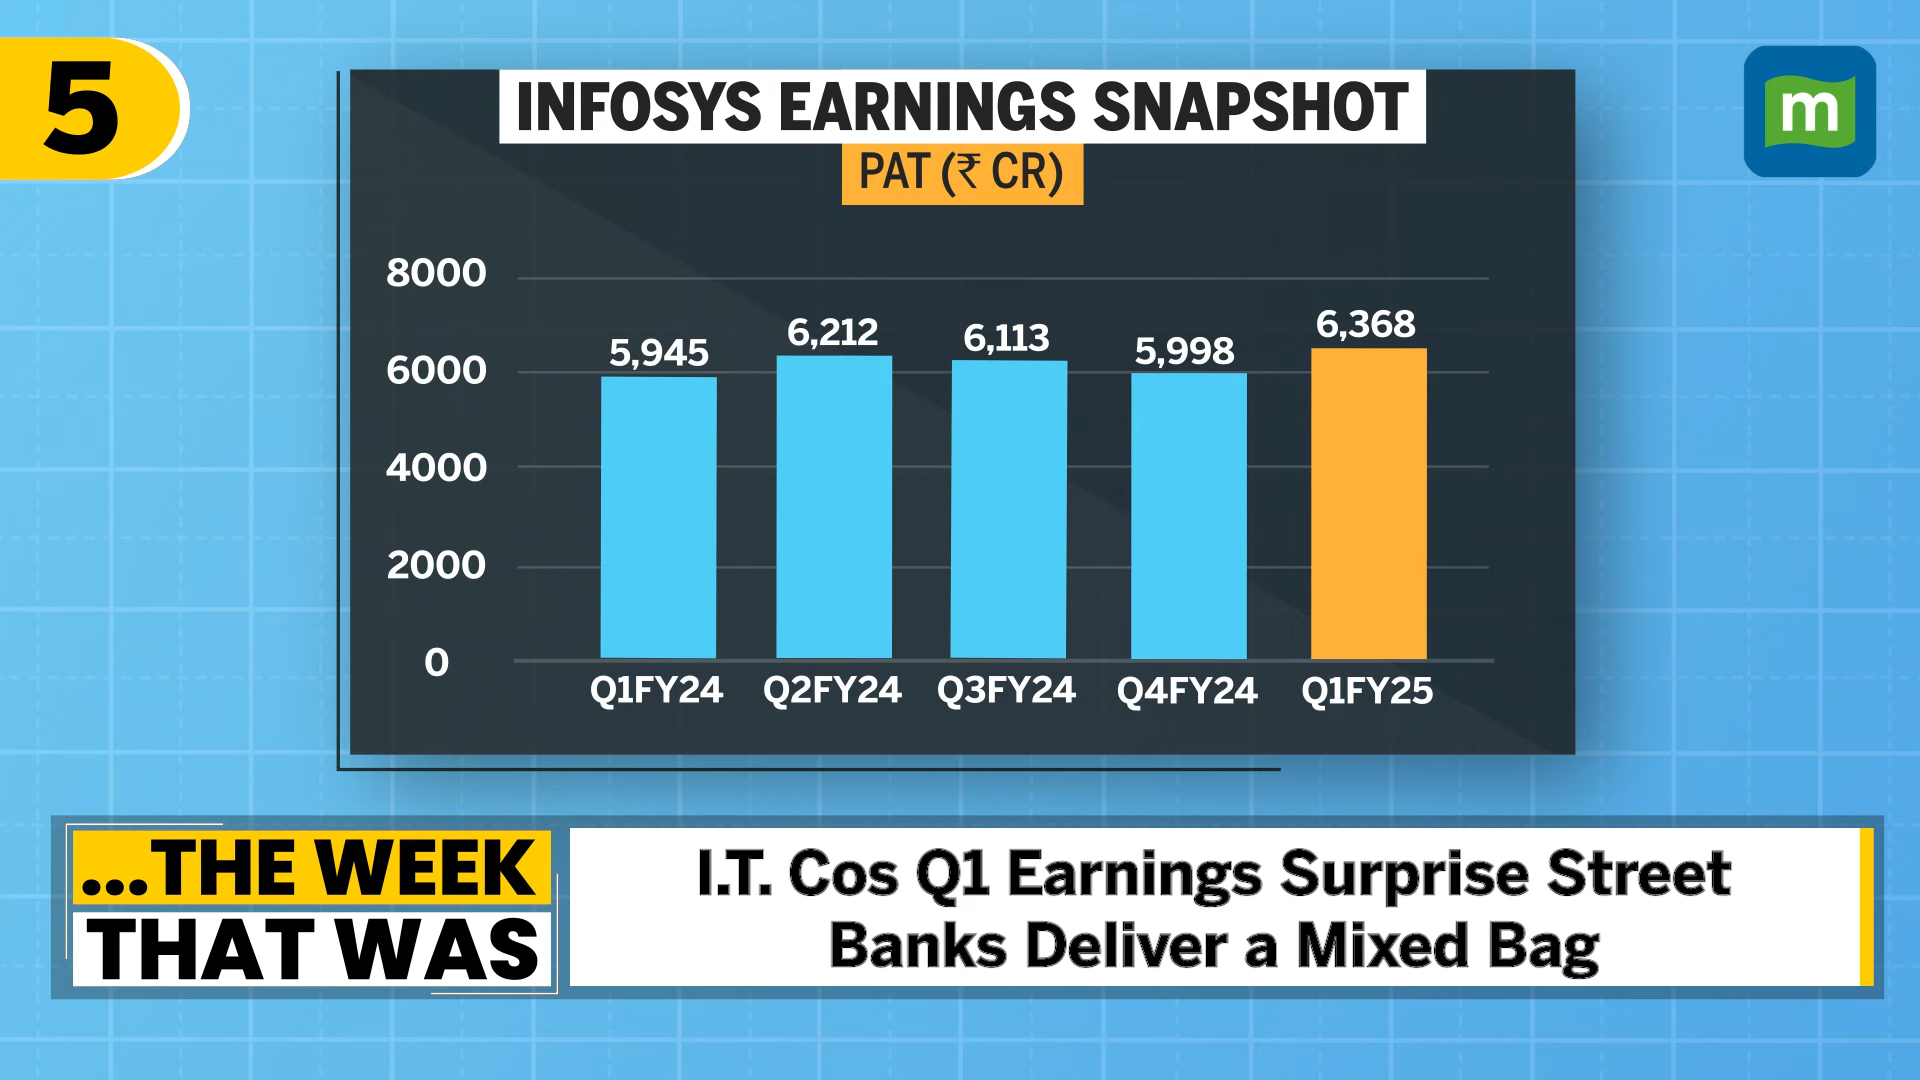 5
INFOSYS EARNINGS SNAPSHOT
m
PAT (₹ CR)
8000
6000
4000
2000
0
5,945
6,212
6,113
5,998
6,368
Q1FY24
Q2FY24
Q3FY24
Q4FY24
Q1FY25
...THE WEEK
THAT WAS
I.T. Cos Q1 Earnings Surprise Street
Banks Deliver a Mixed Bag